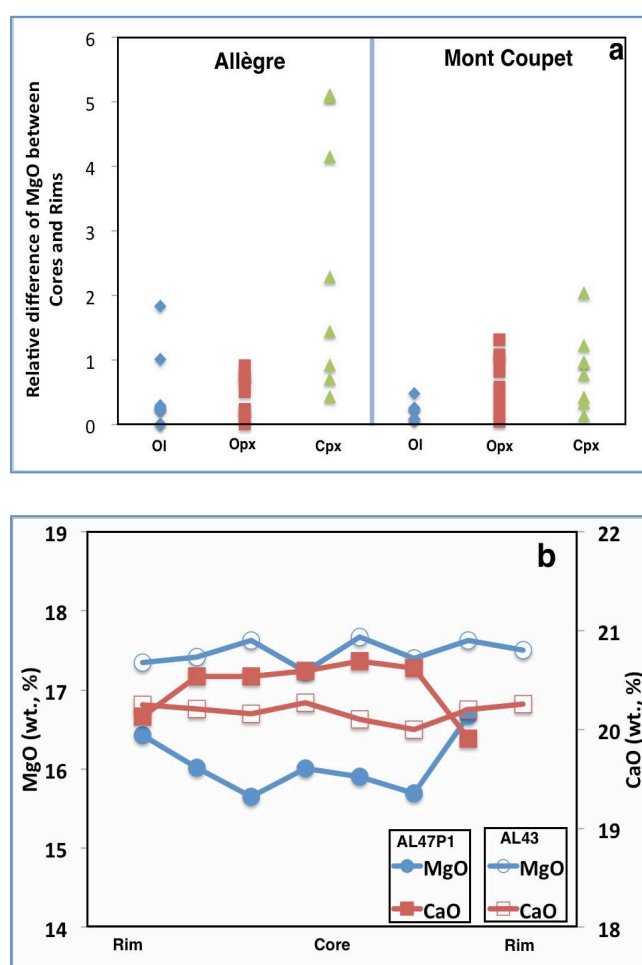 a
Allègre
Mont Coupet
Relative difference of MgO between
Cores and Rims
6
5
4
3
2
1
0
Ol
Opx
Cpx
Ol
Opx
Cpx
b
MgO (wt., %)
19
18
17
16
15
14
CaO (wt., %)
22
21
20
19
18
AL47P1
MgO
CaO
AL43
MgO
CaO
Rim
Core
Rim